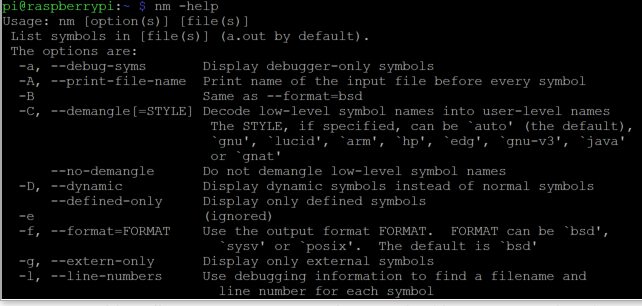 pi@raspberrypi:~ $ nm -help
Usage: nm [option(s)] [file(s)]
 List symbols in [file(s)] (a.out by default).
 The options are:
  -a, --debug-syms       Display debugger-only symbols
  -A, --print-file-name  Print name of the input file before every symbol
  -B                     Same as --format=bsd
  -C, --demangle[=STYLE] Decode low-level symbol names into user-level names
                          The STYLE, if specified, can be `auto' (the default),
                          `gnu', `lucid', `arm', `hp', `edg', `gnu-v3', `java'
                          or `gnat'
      --no-demangle      Do not demangle low-level symbol names
  -D, --dynamic          Display dynamic symbols instead of normal symbols
      --defined-only     Display only defined symbols
  -e                     (ignored)
  -f, --format=FORMAT    Use the output format FORMAT.  FORMAT can be `bsd',
                           `sysv' or `posix'.  The default is `bsd'
  -g, --extern-only      Display only external symbols
  -l, --line-numbers     Use debugging information to find a filename and
                           line number for each symbol